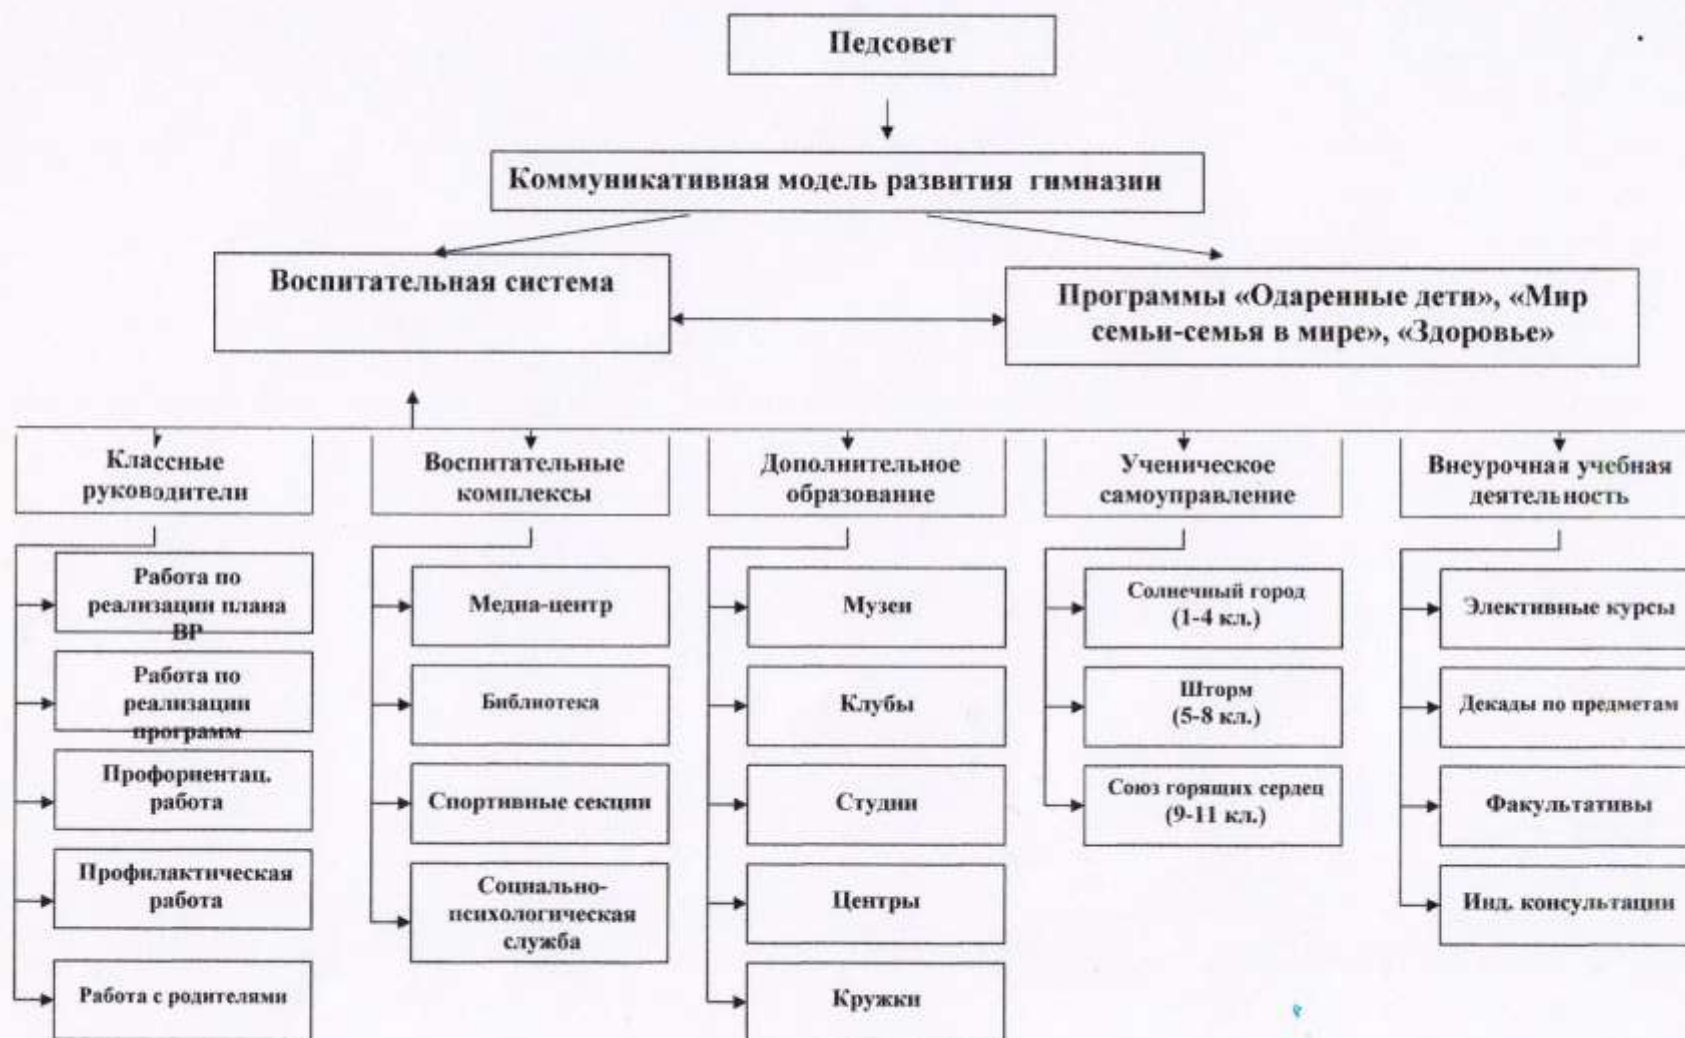 Педсовет
Коммуникативная модель развития гимназии
Воспитательная система
Программы «Одаренные дети», «Мир
семьи-семья в мире», «Здоровье»
Классные
руководители
Работа по
реализации плана
ВР
Работа по
реализации
программ
Профориентац.
работа
Профилактическая
работа
Работа с родителями
Воспитательные
комплексы
Медиа-центр
Библиотека
Спортивные секции
Социально-
психологическая
служба
Дополнительное
образование
Музеи
Клубы
Студии
Центры
Кружки
Ученическое
самоуправление
Солнечный город
(1-4 кл.)
Шторм
(5-8 кл.)
Союз горящих сердец
(9-11 кл.)
Внеурочная учебная
деятельность
Элективные курсы
Декады по предметам
Факультативы
Инд. консультации